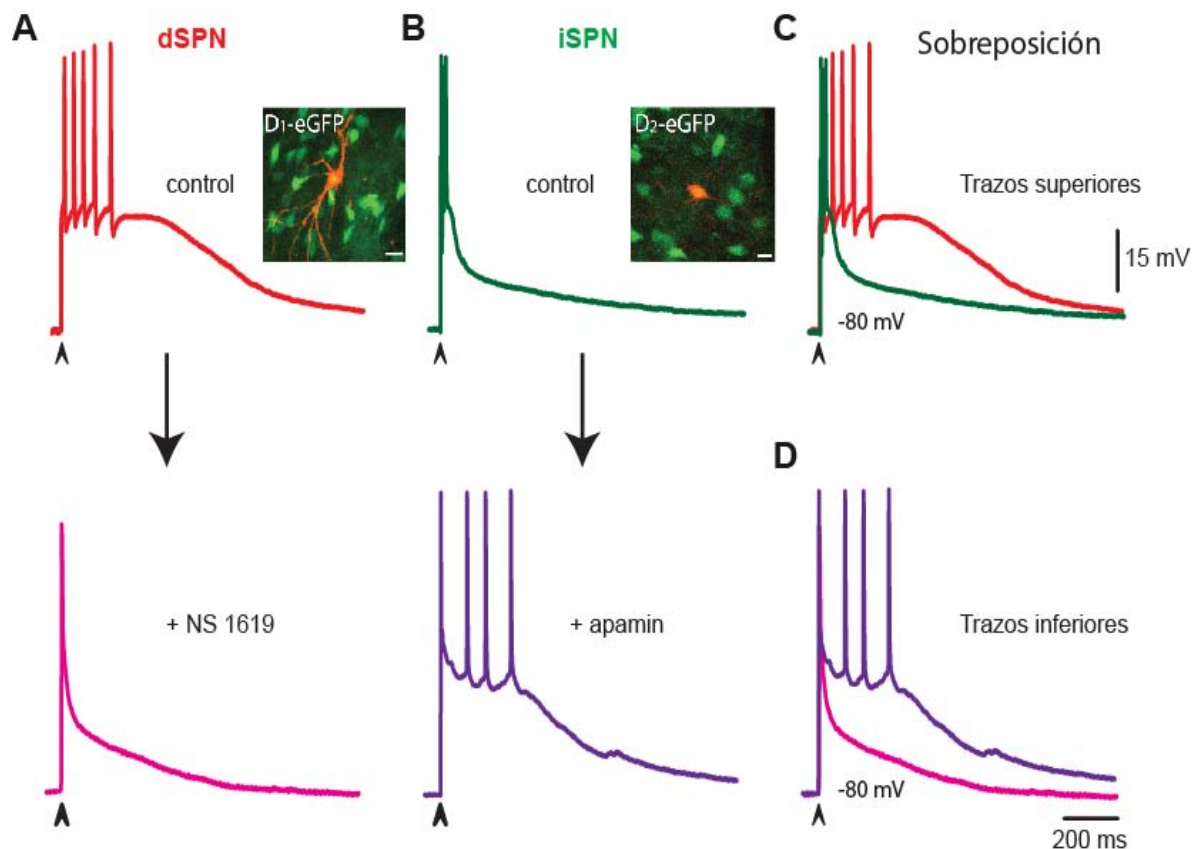 A
dSPN
D1-eGFP
control
B
iSPN
D2-eGFP
control
C
Sobreposición
Trazos superiores
15 mV
-80 mV
+ NS 1619
+ apamin
D
Trazos inferiores
-80 mV
200 ms